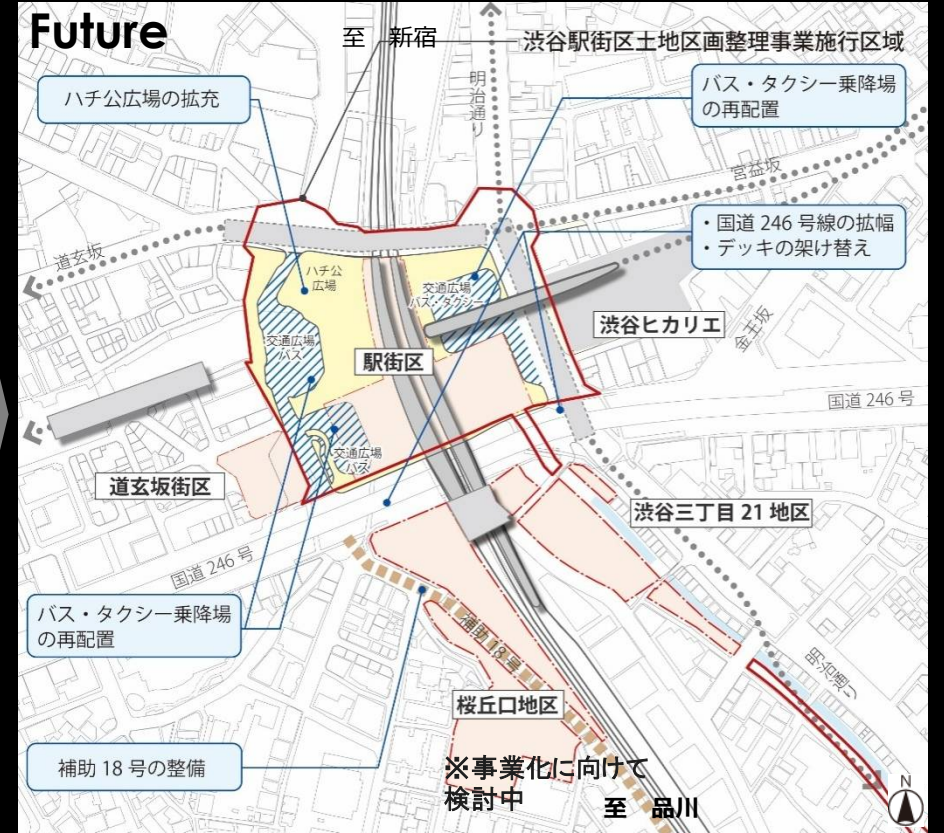 Future
至 新宿
渋谷駅街区土地区画整理事業施行区域
ハチ公広場の拡充
明治通り
バス・タクシー乗降場
の再配置
宮益坂
・国道 246 号線の拡幅
・デッキの架け替え
道玄坂
ハチ公
広場
交通広場
バス・タクシー
渋谷ヒカリエ
金王坂
交通広場
バス
駅街区
国道 246 号
交通広場
バス
道玄坂街区
渋谷三丁目 21 地区
国道 246 号
バス・タクシー乗降場
の再配置
補助 18 号
明治通り
桜丘口地区
補助 18 号の整備
※事業化に向けて
検討中
至 品川
N